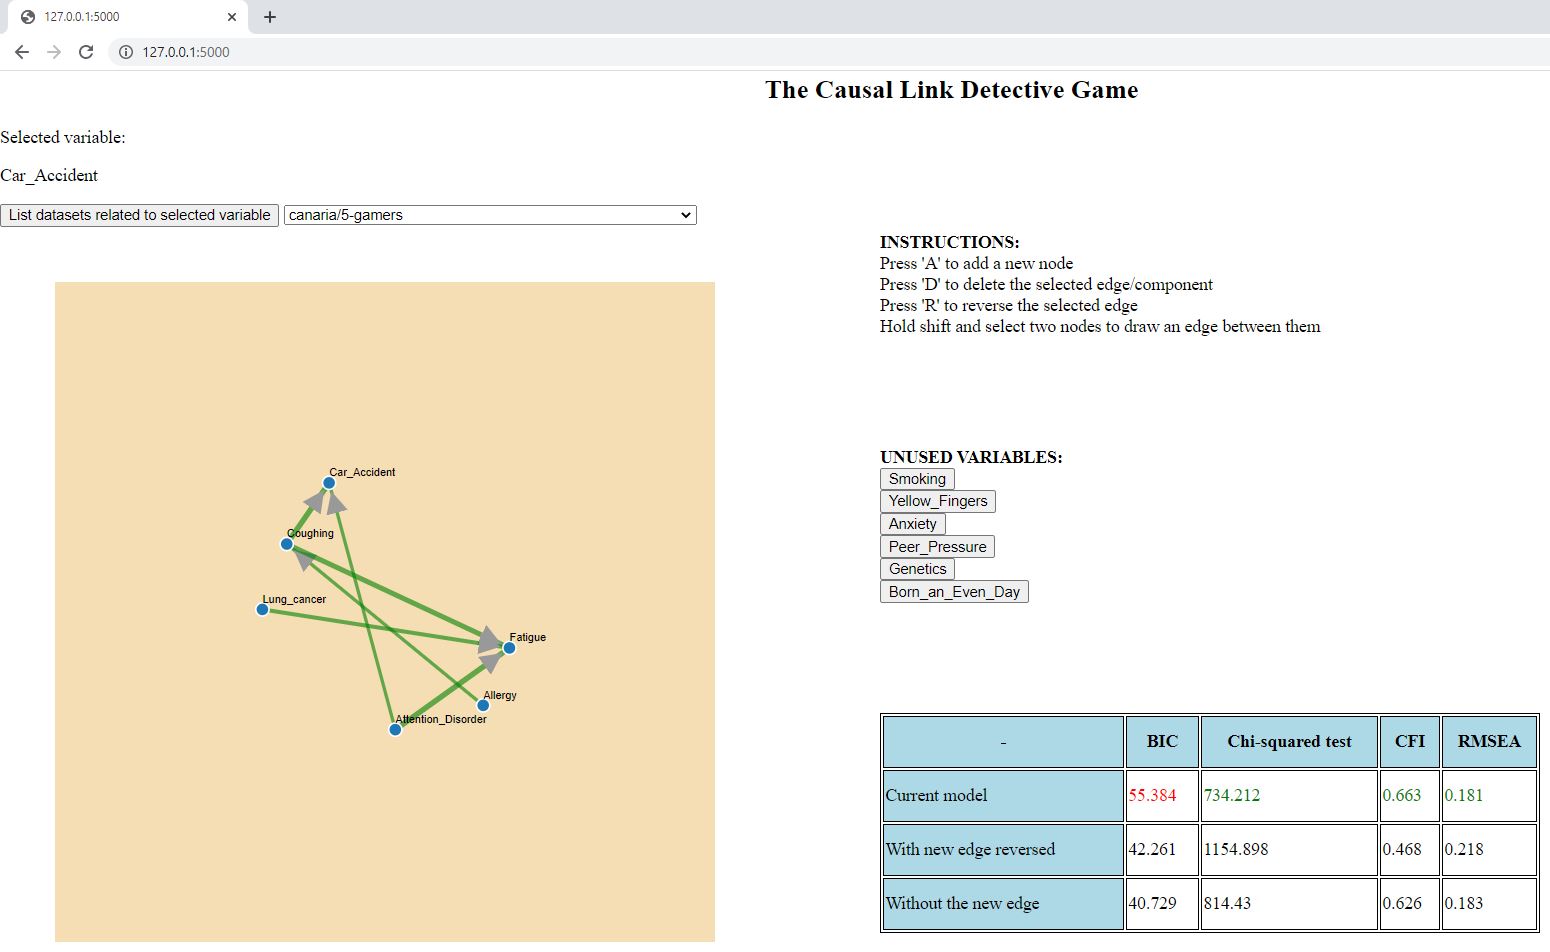 127.0.0.1:5000
127.0.0.1:5000
The Causal Link Detective Game
Selected variable:
Car_Accident
List datasets related to selected variable
canaria/5-gamers
INSTRUCTIONS:
Press 'A' to add a new node
Press 'D' to delete the selected edge/component
Press 'R' to reverse the selected edge
Hold shift and select two nodes to draw an edge between them
Car_Accident
Coughing
Lung_cancer
Fatigue
Allergy
Attention_Disorder
UNUSED VARIABLES:
Smoking
Yellow_Fingers
Anxiety
Peer_Pressure
Genetics
Born_an_Even_Day
- BIC Chi-squared test CFI RMSEA
Current model 55.384 734.212 0.663 0.181
With new edge reversed 42.261 1154.898 0.468 0.218
Without the new edge 40.729 814.43 0.626 0.183